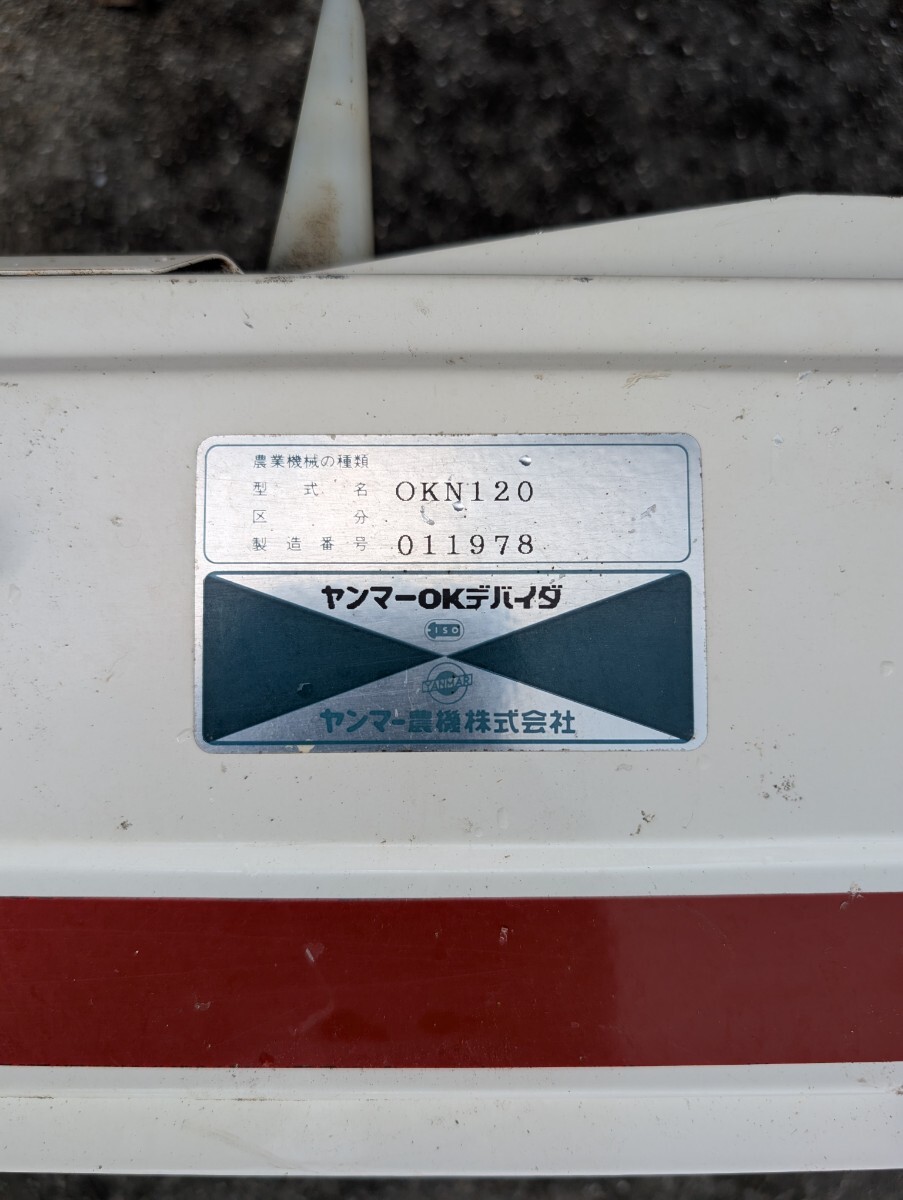 農業機械の種類
型式名 OKN120
区分
製造番号 011978
ヤンマーOKデバイダ
ISO
YANMAR
ヤンマー農機株式会社